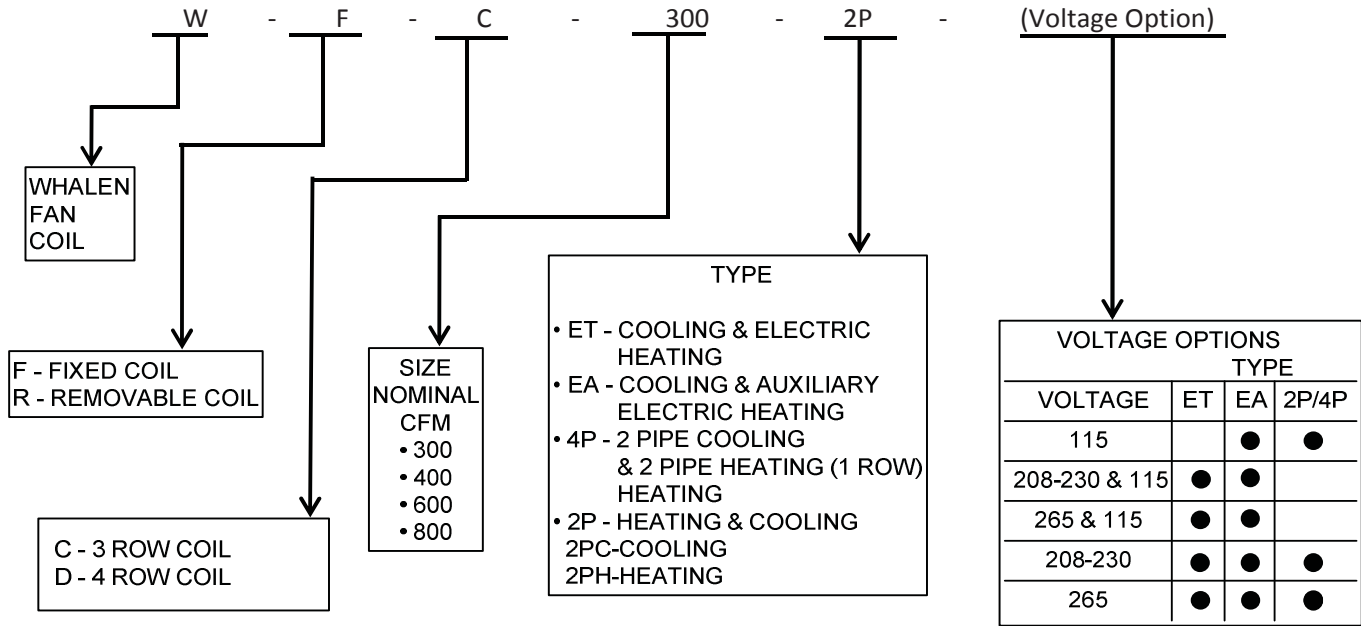 W - F - C - 300 - 2P - (Voltage Option)
WHALEN
FAN
COIL
F - FIXED COIL
R - REMOVABLE COIL
C - 3 ROW COIL
D - 4 ROW COIL
SIZE
NOMINAL
CFM
• 300
• 400
• 600
• 800
TYPE
• ET - COOLING & ELECTRIC
HEATING
• EA - COOLING & AUXILIARY
ELECTRIC HEATING
• 4P - 2 PIPE COOLING
& 2 PIPE HEATING (1 ROW)
HEATING
• 2P - HEATING & COOLING
2PC-COOLING
2PH-HEATING
VOLTAGE OPTIONS
TYPE
VOLTAGE ET EA 2P/4P
115 ● ●
208-230 & 115 ● ●
265 & 115 ● ●
208-230 ● ● ●
265 ● ● ●